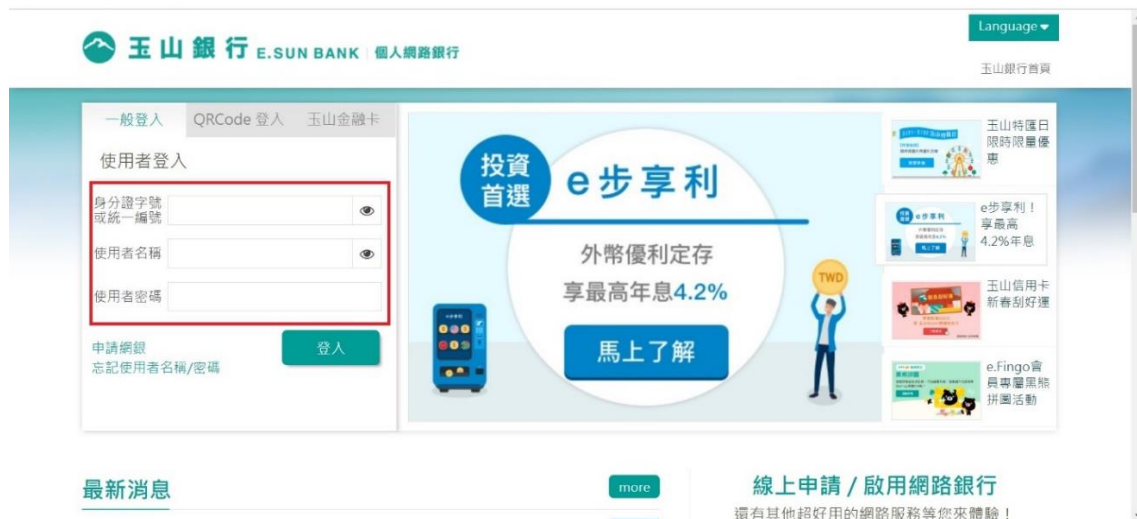 Language
玉山銀行 E.SUN BANK 個人網路銀行
玉山銀行首頁
一般登入 QRCode 登入 玉山金融卡
使用者登入
身分證字號
或統一編號
使用者名稱
使用者密碼
申請網銀
忘記使用者名稱/密碼
登入
投資
首選
e步享利
外幣優利定存
享最高年息4.2%
馬上了解
TWD
玉山特匯日
限時限量優
惠
e步享利！
享最高
4.2%年息
玉山信用卡
新春刮好運
e.Fingo會
員專屬黑熊
拼圖活動
最新消息
more
線上申請 / 啟用網路銀行
還有其他超好用的網路服務等您來體驗！